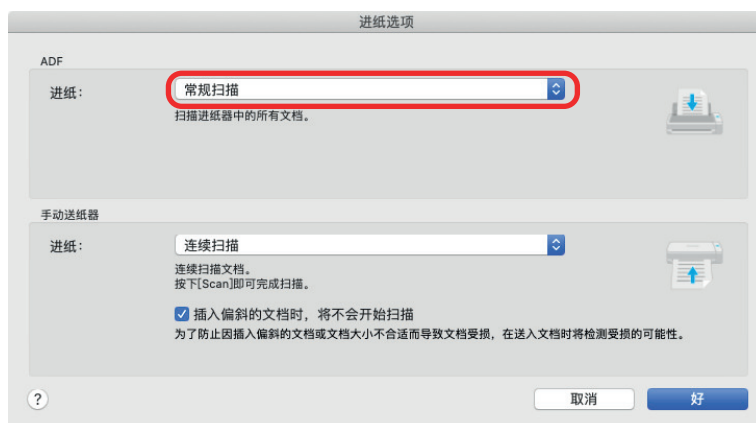 进纸选项
ADF
进纸：
常规扫描
扫描进纸器中的所有文档。
手动送纸器
进纸：
连续扫描
连续扫描文档。
按下[Scan]即可完成扫描。
插入偏斜的文档时，将不会开始扫描
为了防止因插入偏斜的文档或文档大小不合适而导致文档受损，在送入文档时将检测受损的可能性。
?
取消
好